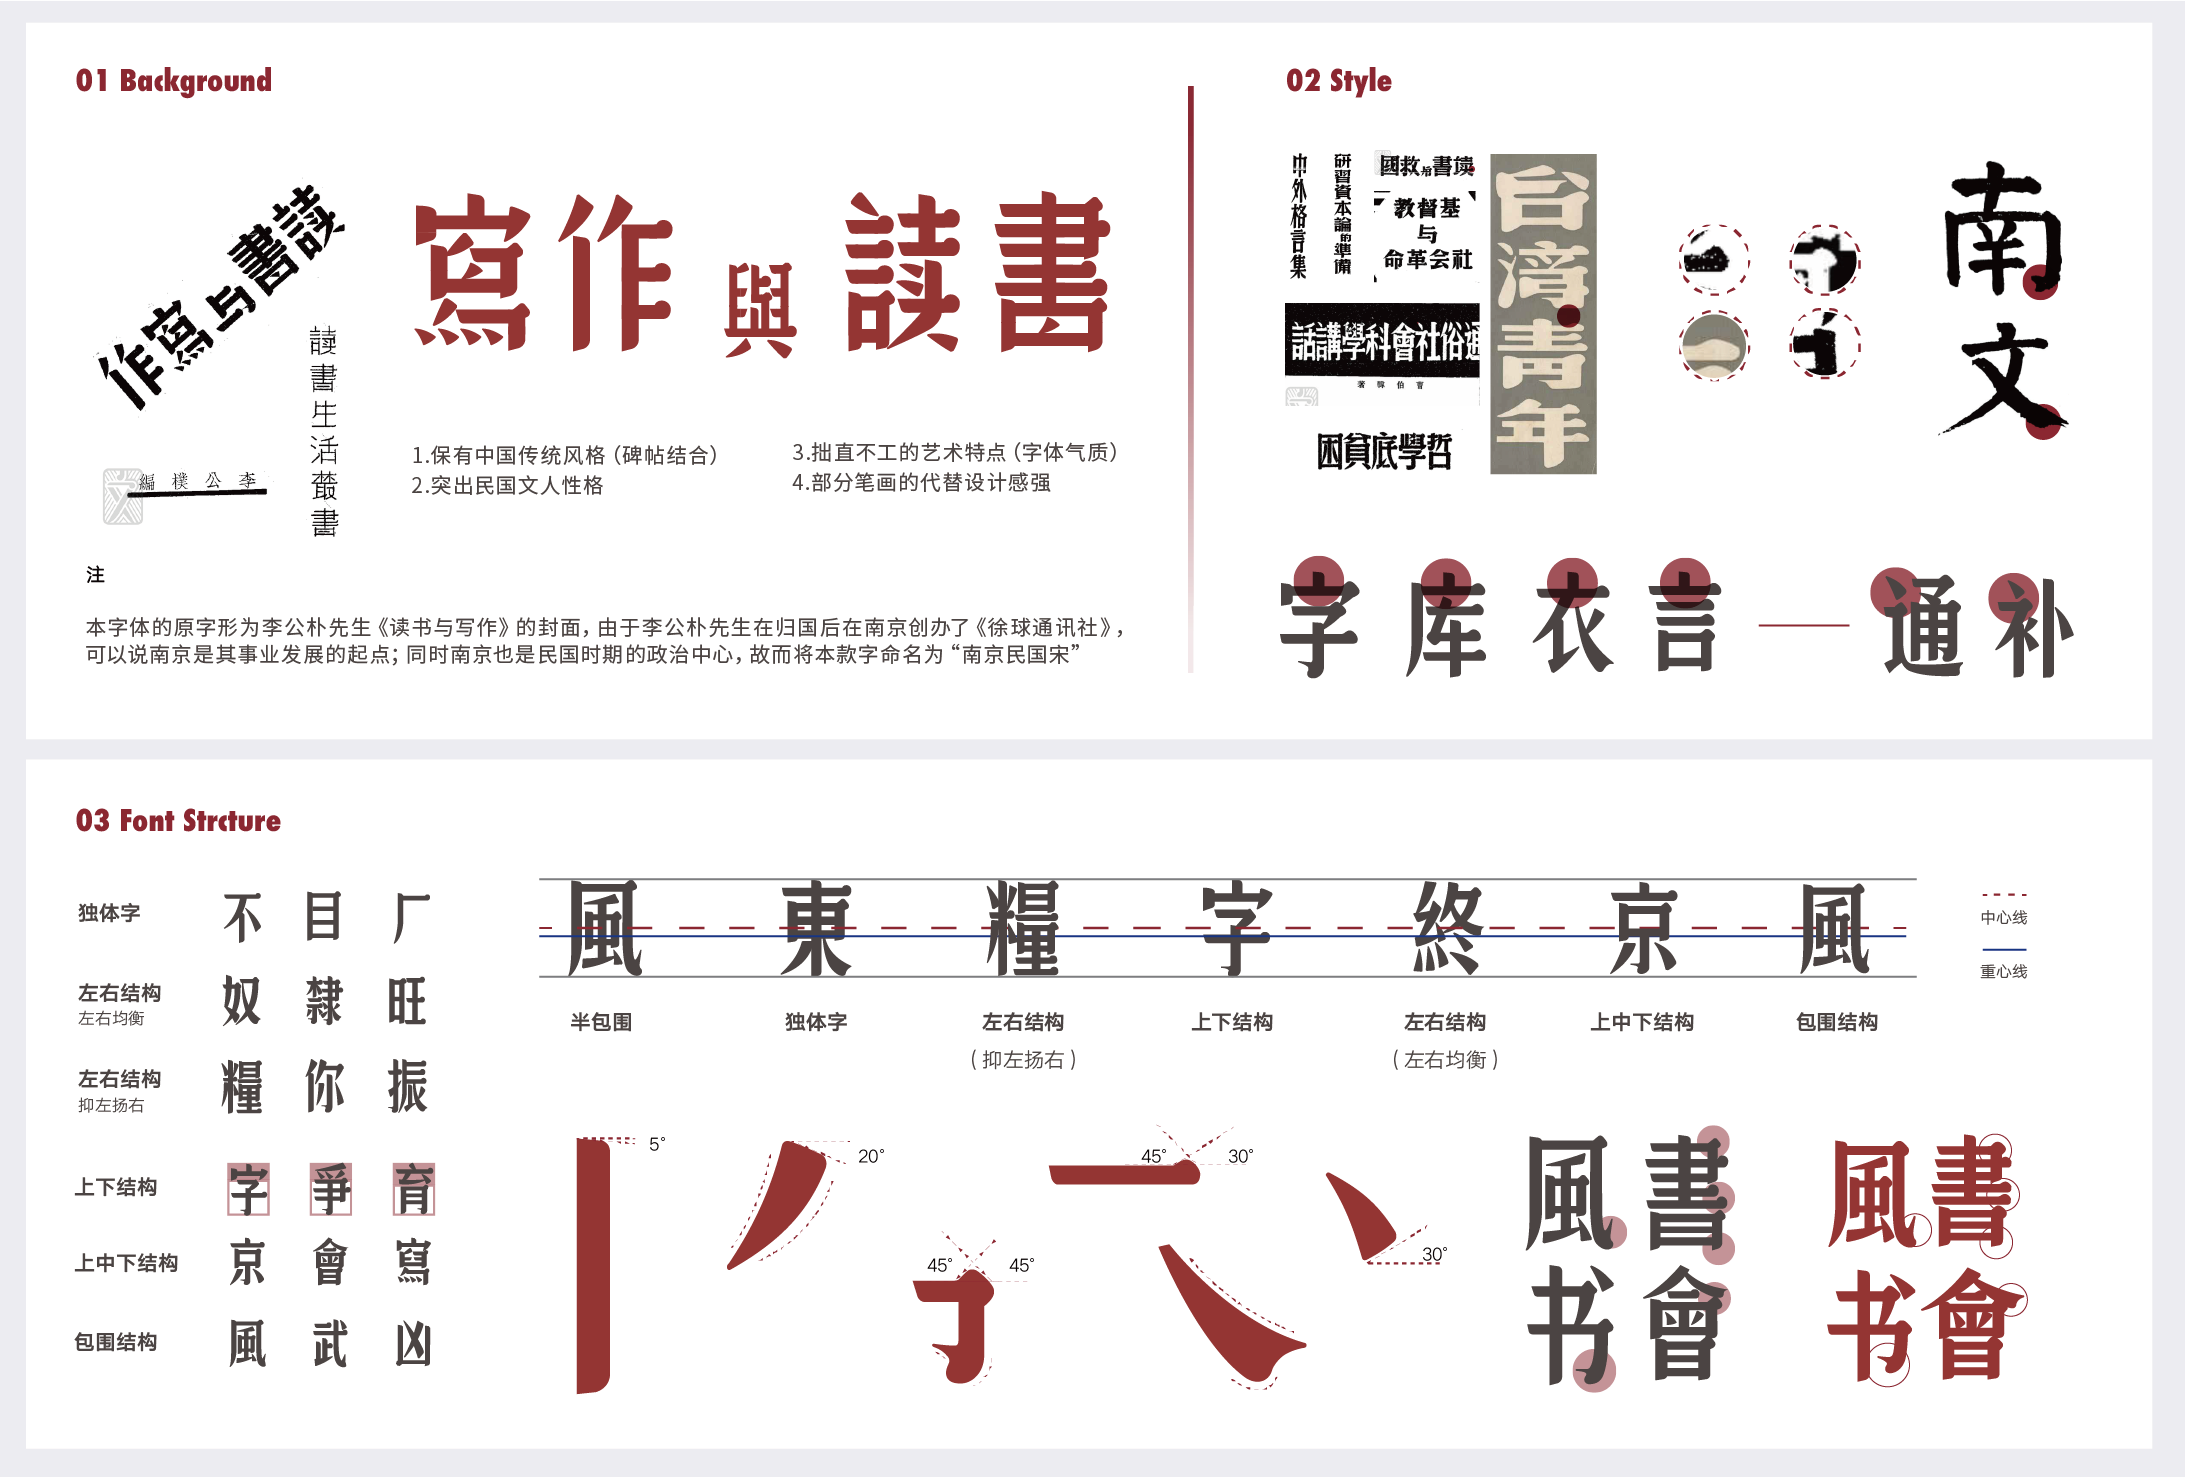 01 Background
讀書与寫作
讀書生活叢書
李公樸編
寫作與讀書
1.保有中国传统风格（碑帖结合）
2.突出民国文人性格
3.拙直不工的艺术特点（字体气质）
4.部分笔画的代替设计感强
注
本字体的原字形为李公朴先生《读书与写作》的封面，由于李公朴先生在归国后在南京创办了《徐球通讯社》，
可以说南京是其事业发展的起点；同时南京也是民国时期的政治中心，故而将本款字命名为“南京民国宋”
02 Style
中外格言集
研習資本論的準備
国救与書读
教督基
与
命革会社
話講學科會社俗通
著
伯
困貧底學哲
台湾青年
南文
字库衣言
通补
03 Font Strcture
独体字
不目厂
左右结构
左右均衡
奴隸旺
左右结构
抑左扬右
糧你振
上下结构
字爭育
上中下结构
京會寫
包围结构
風武凶
風東糧字終京風
半包围
独体字
左右结构
（抑左扬右）
上下结构
左右结构
（左右均衡）
上中下结构
包围结构
中心线
重心线
5°
20°
45°
45°
45°
30°
30°
風書
书會
風書
书會